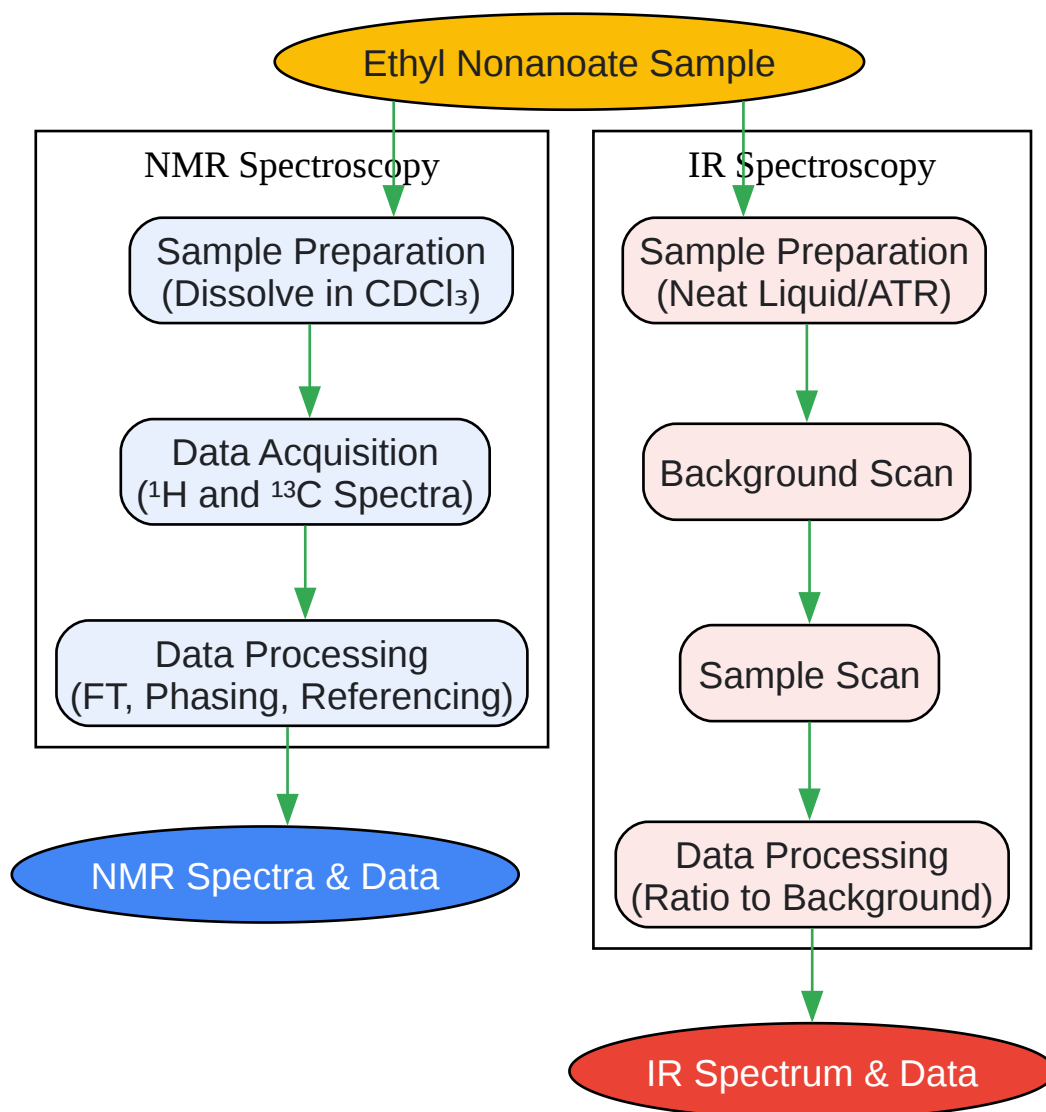 Ethyl Nonanoate Sample
NMR Spectroscopy
Sample Preparation
(Dissolve in CDCl₃)
Data Acquisition
(¹H and ¹³C Spectra)
Data Processing
(FT, Phasing, Referencing)
NMR Spectra & Data
IR Spectroscopy
Sample Preparation
(Neat Liquid/ATR)
Background Scan
Sample Scan
Data Processing
(Ratio to Background)
IR Spectrum & Data